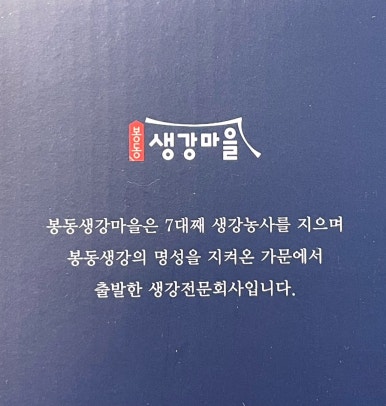 봉동 생강마을
봉동생강마을은 7대째 생강농사를 지으며
봉동생강의 명성을 지켜온 가문에서
출발한 생강전문회사입니다.